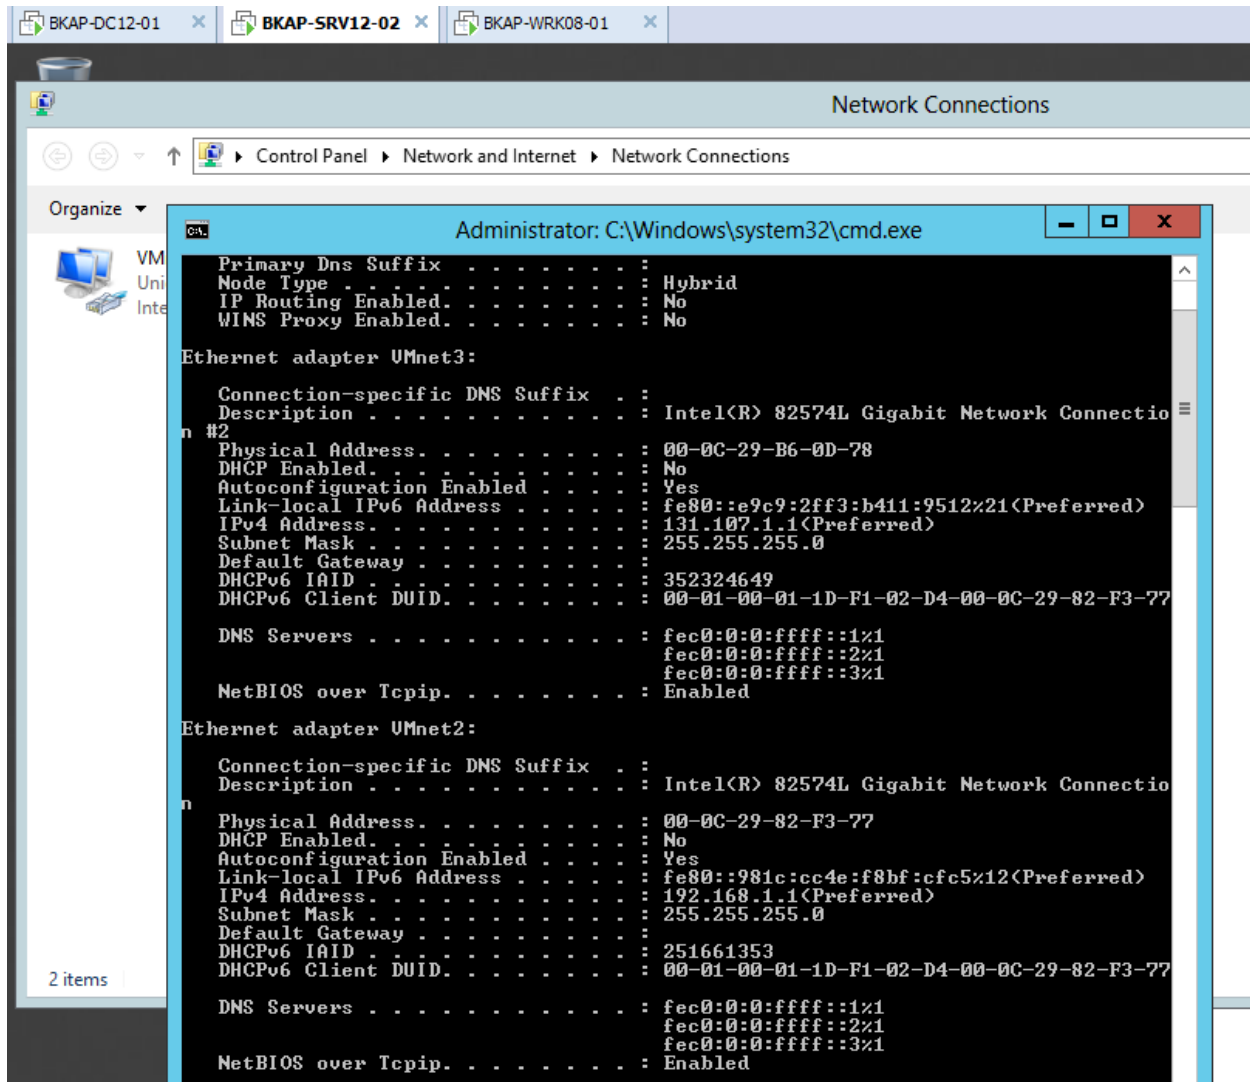 BKAP-DC12-01 × BKAP-SRV12-02 × BKAP-WRK08-01 ×
Network Connections
Control Panel Network and Internet Network Connections
Organize
Administrator: C:\Windows\system32\cmd.exe
VM
Uni
Inte
Primary Dns Suffix . . . . . . . :
Node Type . . . . . . . . . . . . : Hybrid
IP Routing Enabled. . . . . . . . : No
WINS Proxy Enabled. . . . . . . . : No
Ethernet adapter VMnet3:
Connection-specific DNS Suffix . :
Description . . . . . . . . . . . : Intel(R) 82574L Gigabit Network Connectio
n #2
Physical Address. . . . . . . . . : 00-0C-29-B6-0D-78
DHCP Enabled. . . . . . . . . . . : No
Autoconfiguration Enabled . . . . : Yes
Link-local IPv6 Address . . . . . : fe80::e9c9:2ff3:b411:9512%21(Preferred)
IPv4 Address. . . . . . . . . . . : 131.107.1.1(Preferred)
Subnet Mask . . . . . . . . . . . : 255.255.255.0
Default Gateway . . . . . . . . . :
DHCPv6 IAID . . . . . . . . . . . : 352324649
DHCPv6 Client DUID. . . . . . . . : 00-01-00-01-1D-F1-02-D4-00-0C-29-82-F3-77
DNS Servers . . . . . . . . . . . : fec0:0:0:ffff::1%1
fec0:0:0:ffff::2%1
fec0:0:0:ffff::3%1
NetBIOS over Tcpip. . . . . . . . : Enabled
Ethernet adapter VMnet2:
Connection-specific DNS Suffix . :
Description . . . . . . . . . . . : Intel(R) 82574L Gigabit Network Connectio
n
Physical Address. . . . . . . . . : 00-0C-29-82-F3-77
DHCP Enabled. . . . . . . . . . . : No
Autoconfiguration Enabled . . . . : Yes
Link-local IPv6 Address . . . . . : fe80::981c:cc4e:f8bf:cfc5%12(Preferred)
IPv4 Address. . . . . . . . . . . : 192.168.1.1(Preferred)
Subnet Mask . . . . . . . . . . . : 255.255.255.0
Default Gateway . . . . . . . . . :
DHCPv6 IAID . . . . . . . . . . . : 251661353
DHCPv6 Client DUID. . . . . . . . : 00-01-00-01-1D-F1-02-D4-00-0C-29-82-F3-77
DNS Servers . . . . . . . . . . . : fec0:0:0:ffff::1%1
fec0:0:0:ffff::2%1
fec0:0:0:ffff::3%1
NetBIOS over Tcpip. . . . . . . . : Enabled
2 items